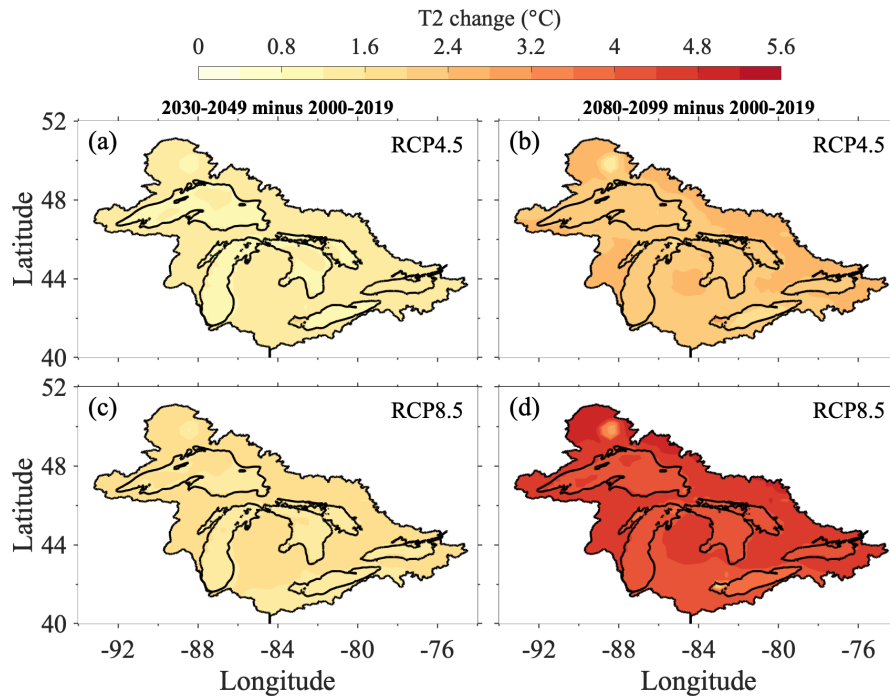 T2 change (°C)
0 0.8 1.6 2.4 3.2 4 4.8 5.6
2030-2049 minus 2000-2019 2080-2099 minus 2000-2019
52
(a) RCP4.5 (b) RCP4.5
48
Latitude
44
40
52
(c) RCP8.5 (d) RCP8.5
48
Latitude
44
40
-92 -88 -84 -80 -76 -92 -88 -84 -80 -76
Longitude Longitude